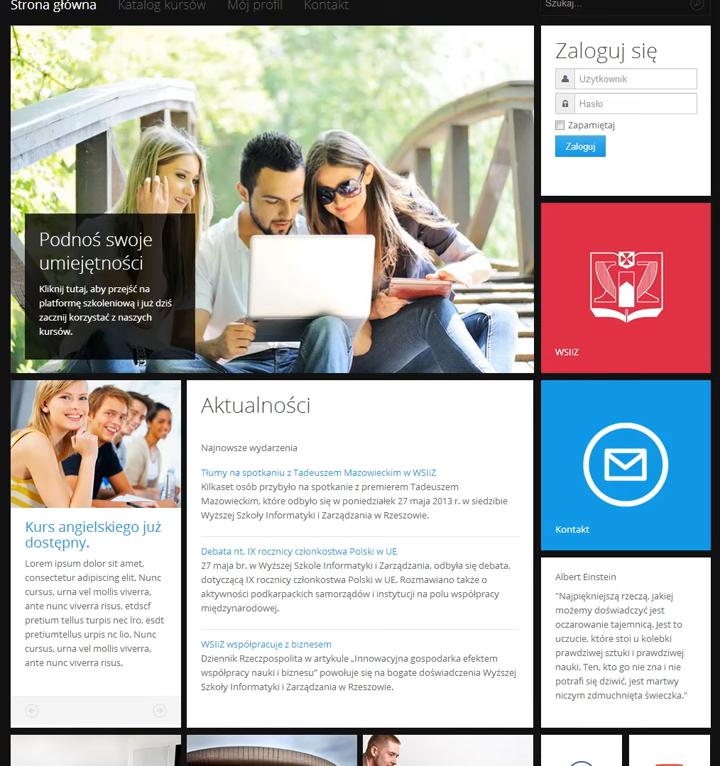 Strona główna
Katalog kursów
Mój profil
Kontakt
Szukaj...
Podnoś swoje
umiejętności
Kliknij tutaj, aby przejść na
platformę szkoleniową i już dziś
zacznij korzystać z naszych
kursów.
Zaloguj się
Użytkownik
Hasło
Zapamiętaj
Zaloguj
WSIiZ
Kurs angielskiego już
dostępny.
Lorem ipsum dolor sit amet,
consectetur adipiscing elit. Nunc
cursus, urna vel mollis viverra,
ante nunc viverra risus, etdscf
pretium tellus turpis nec lro, esdt
pretiumtellus urpis nc lio. Nunc
cursus, urna vel mollis viverra,
ante nunc viverra risus.
Aktualności
Najnowsze wydarzenia
Tłumy na spotkaniu z Tadeuszem Mazowieckim w WSIiZ
Kilkaset osób przybyło na spotkanie z premierem Tadeuszem
Mazowieckim, które odbyło się w poniedziałek 27 maja 2013 r. w siedzibie
Wyższej Szkoły Informatyki i Zarządzania w Rzeszowie.
Debata nt. IX rocznicy członkostwa Polski w UE
27 maja br. w Wyższej Szkole Informatyki i Zarządzania, odbyła się debata,
dotyczącą IX rocznicy członkostwa Polski w UE. Rozmawiano także o
aktywności podkarpackich samorządów i instytucji na polu współpracy
międzynarodowej.
WSIiZ współpracuje z biznesem
Dziennik Rzeczpospolita w artykule „Innowacyjna gospodarka efektem
współpracy nauki i biznesu” powołuje się na bogate doświadczenia Wyższej
Szkoły Informatyki i Zarządzania w Rzeszowie.
Kontakt
Albert Einstein
"Najpiękniejszą rzeczą, jakiej
możemy doświadczyć jest
oczarowanie tajemnicą. Jest to
uczucie, które stoi u kolebki
prawdziwej sztuki i prawdziwej
nauki. Ten, kto go nie zna i nie
potrafi się dziwić, jest martwy
niczym zdmuchnięta świeczka."